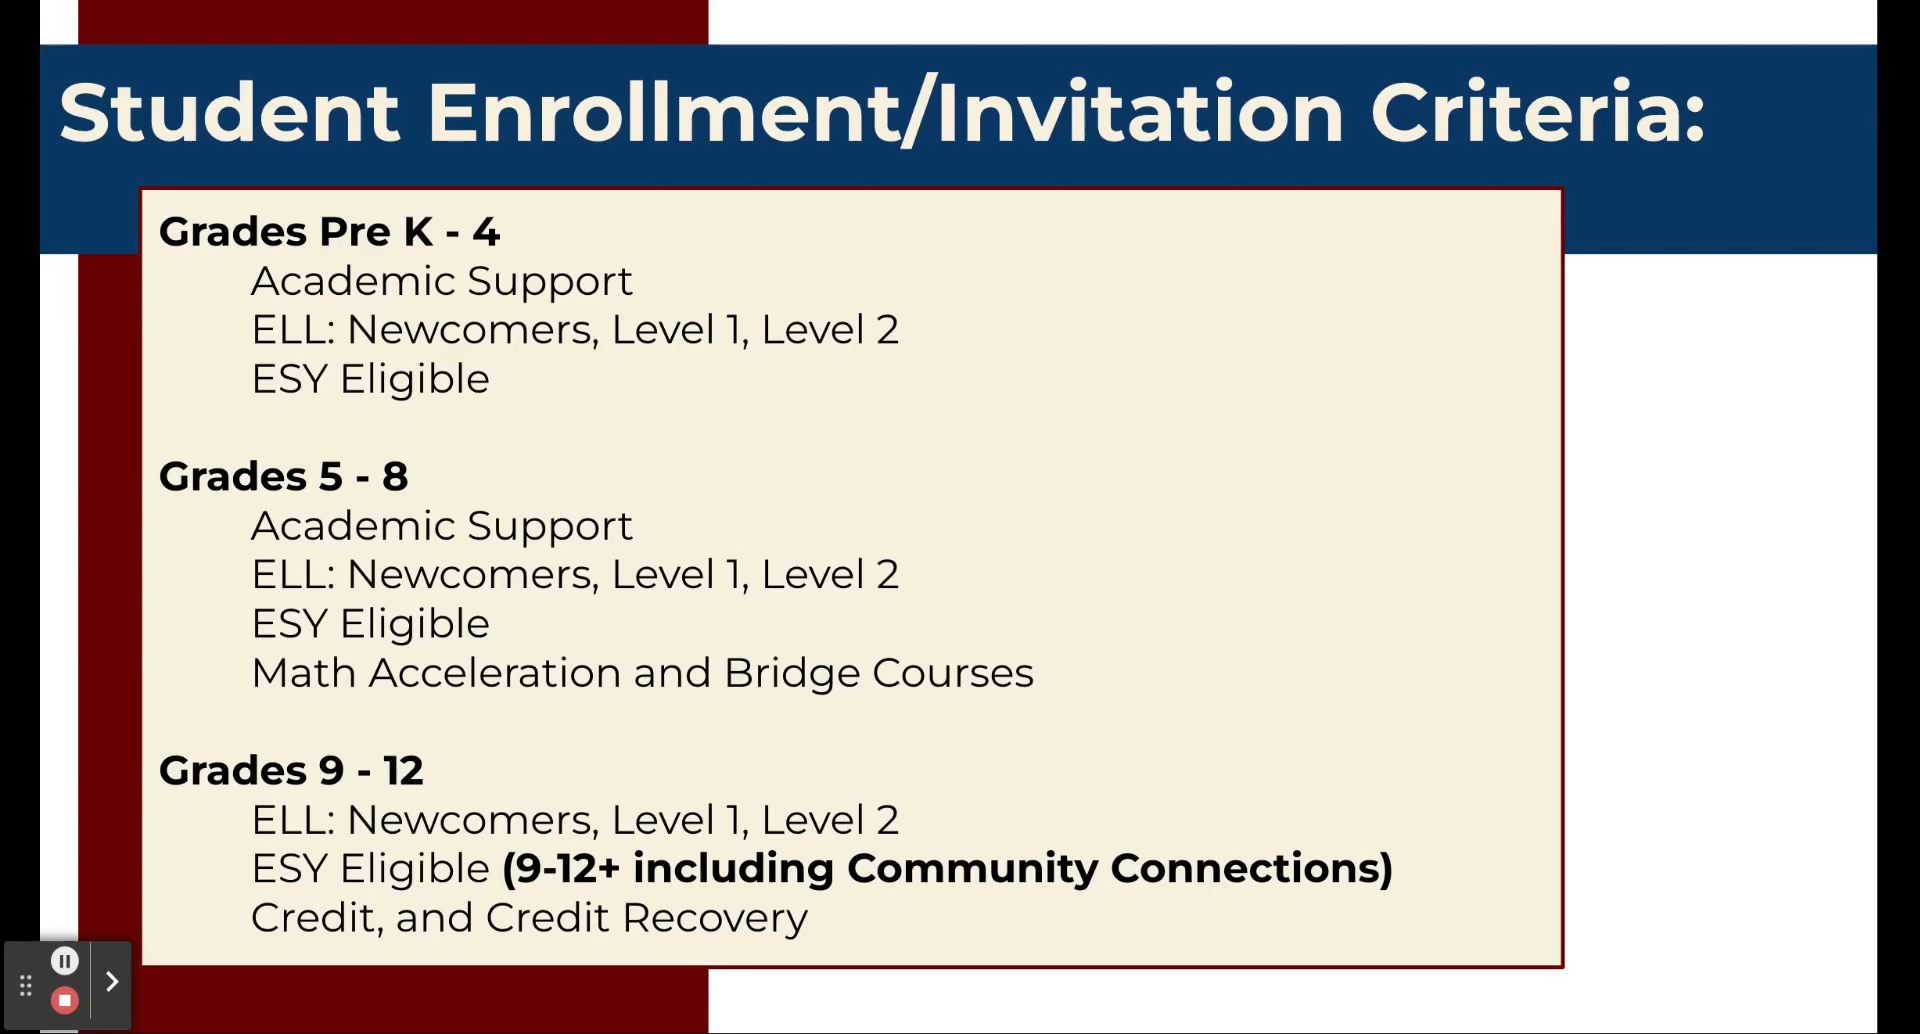 Student Enrollment/Invitation Criteria:
Grades Pre K - 4
Academic Support
ELL: Newcomers, Level 1, Level 2
ESY Eligible
Grades 5 - 8
Academic Support
ELL: Newcomers, Level 1, Level 2
ESY Eligible
Math Acceleration and Bridge Courses
Grades 9 - 12
ELL: Newcomers, Level 1, Level 2
ESY Eligible (9-12+ including Community Connections)
Credit, and Credit Recovery